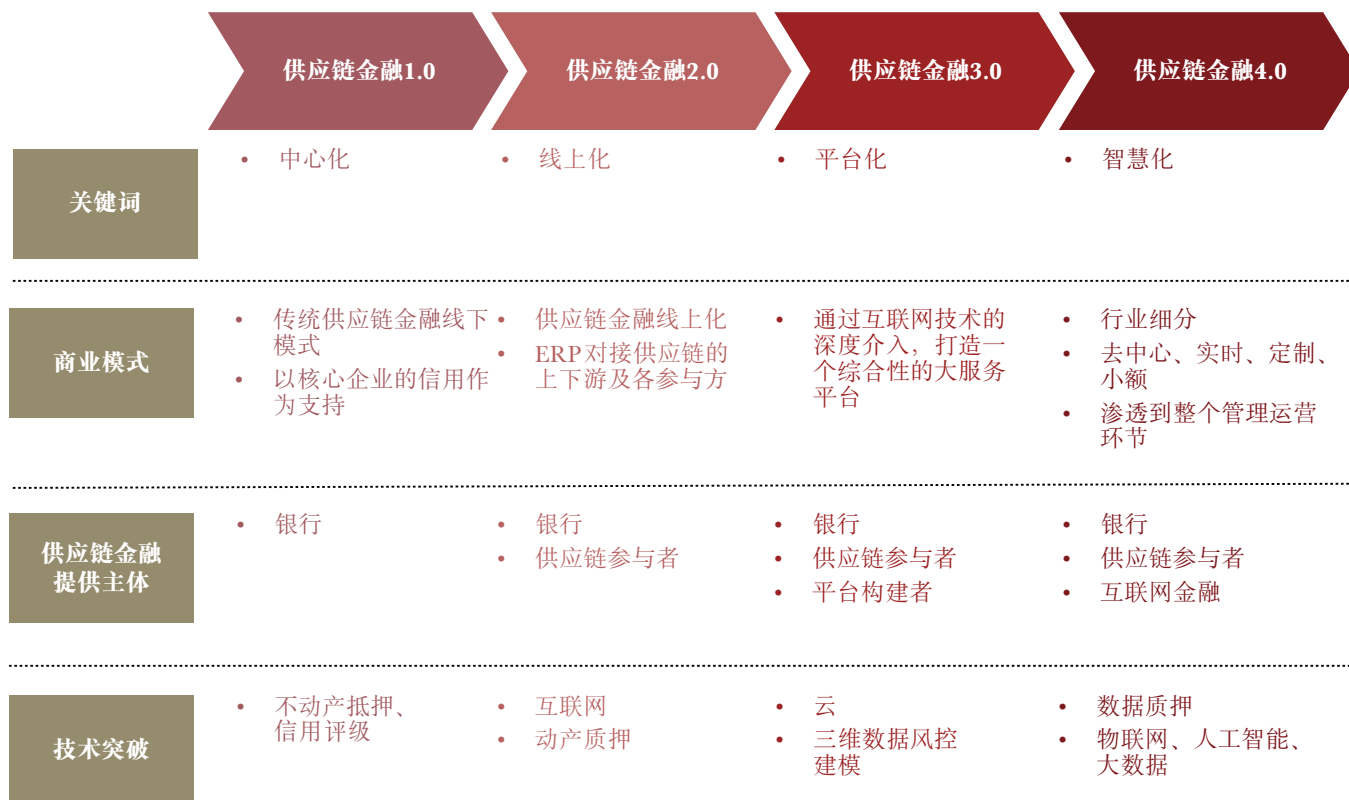 供应链金融1.0
供应链金融2.0
供应链金融3.0
供应链金融4.0
关键词
• 中心化
• 线上化
• 平台化
• 智慧化
商业模式
• 传统供应链金融线下
模式
• 以核心企业的信用作
为支持
• 供应链金融线上化
• ERP对接供应链的
上下游及各参与方
• 通过互联网技术的
深度介入，打造一
个综合性的大服务
平台
• 行业细分
• 去中心、实时、定制、
小额
• 渗透到整个管理运营
环节
供应链金融
提供主体
• 银行
• 银行
• 供应链参与者
• 银行
• 供应链参与者
• 平台构建者
• 银行
• 供应链参与者
• 互联网金融
技术突破
• 不动产抵押、
信用评级
• 互联网
• 动产质押
• 云
• 三维数据风控
建模
• 数据质押
• 物联网、人工智能、
大数据